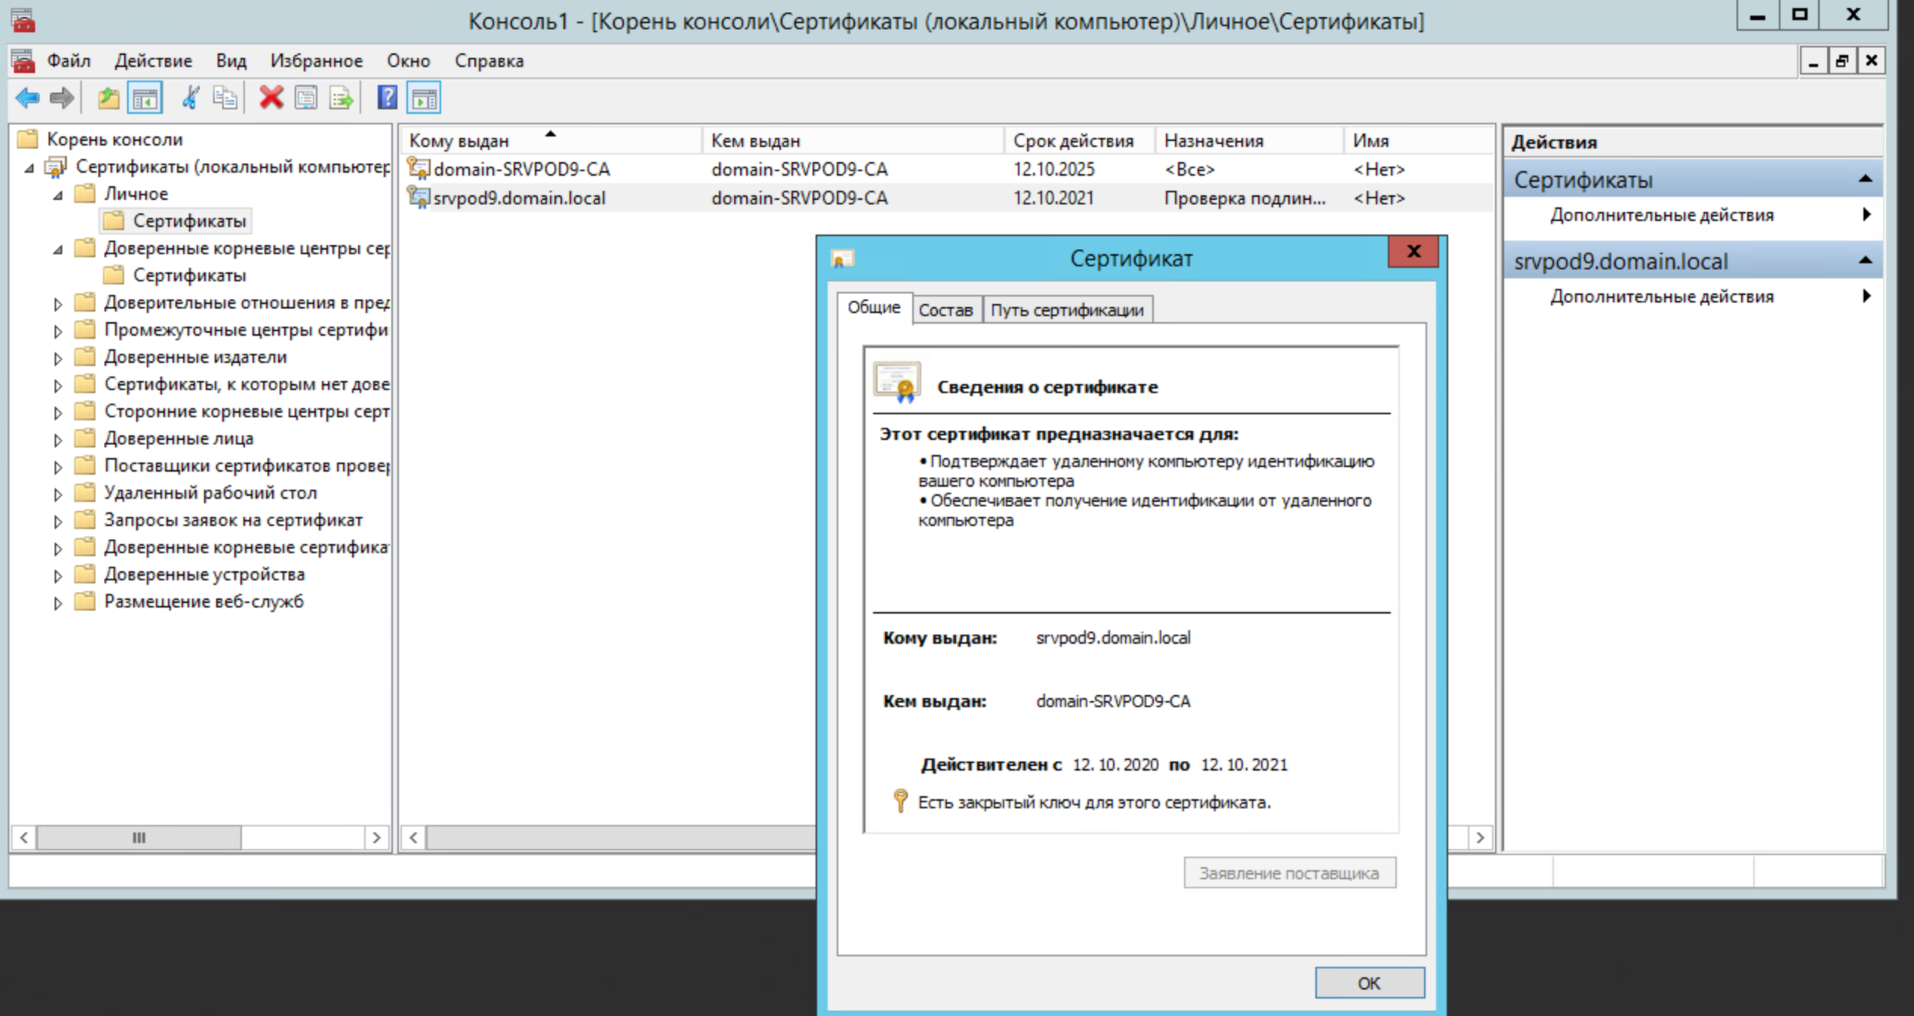 Консоль1 - [Корень консоли\Сертификаты (локальный компьютер)\Личное\Сертификаты]
Файл Действие Вид Избранное Окно Справка
Корень консоли
Сертификаты (локальный компьютер
Личное
Сертификаты
Доверенные корневые центры сер
Сертификаты
Доверительные отношения в пред
Промежуточные центры сертифи
Доверенные издатели
Сертификаты, к которым нет дове
Сторонние корневые центры серт
Доверенные лица
Поставщики сертификатов провер
Удаленный рабочий стол
Запросы заявок на сертификат
Доверенные корневые сертифика
Доверенные устройства
Размещение веб-служб
Кому выдан Кем выдан Срок действия Назначения Имя
domain-SRVPOD9-CA domain-SRVPOD9-CA 12.10.2025 <Все> <Нет>
srvpod9.domain.local domain-SRVPOD9-CA 12.10.2021 Проверка подлин... <Нет>
Действия
Сертификаты
Дополнительные действия
srvpod9.domain.local
Дополнительные действия
Сертификат
Общие Состав Путь сертификации
Сведения о сертификате
Этот сертификат предназначается для:
• Подтверждает удаленному компьютеру идентификацию
вашего компьютера
• Обеспечивает получение идентификации от удаленного
компьютера
Кому выдан: srvpod9.domain.local
Кем выдан: domain-SRVPOD9-CA
Действителен с 12. 10. 2020 по 12. 10. 2021
Есть закрытый ключ для этого сертификата.
Заявление поставщика
ОК